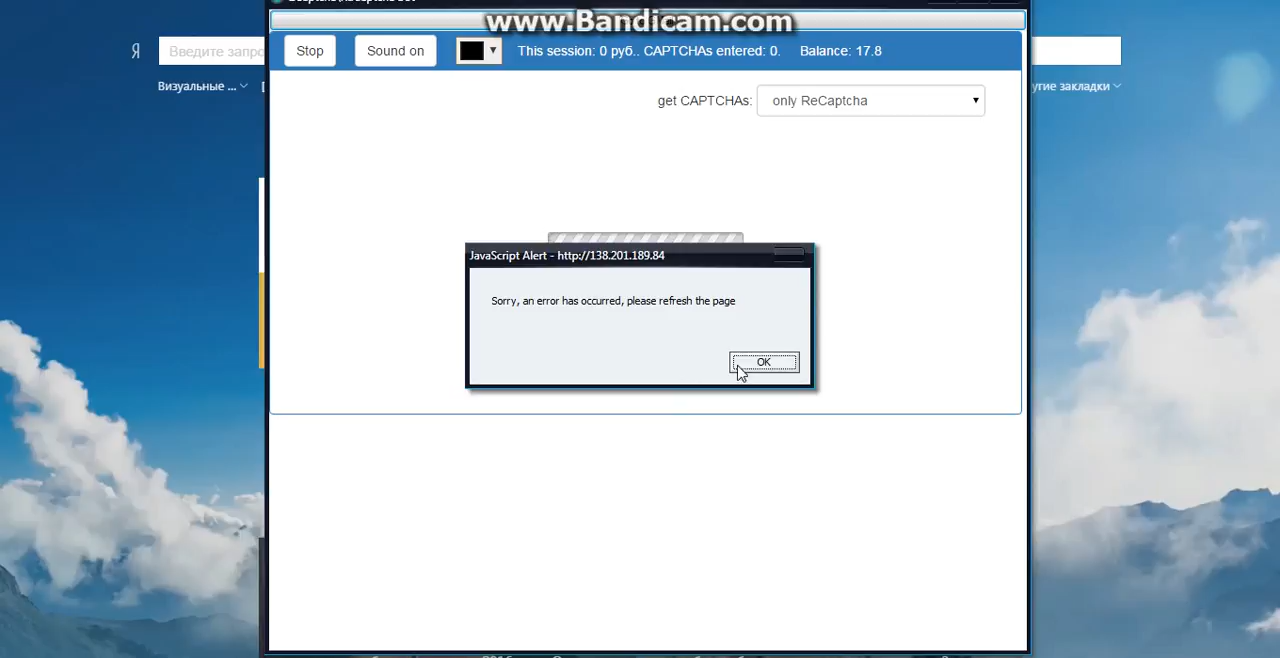 www.Bandicam.com
Я
Введите запро
Stop
Sound on
This session: 0 руб.. CAPTCHAs entered: 0.
Balance: 17.8
Визуальные ...
угие закладки
get CAPTCHAs:
only ReCaptcha
JavaScript Alert - http://138.201.189.84
Sorry, an error has occurred, please refresh the page
OK